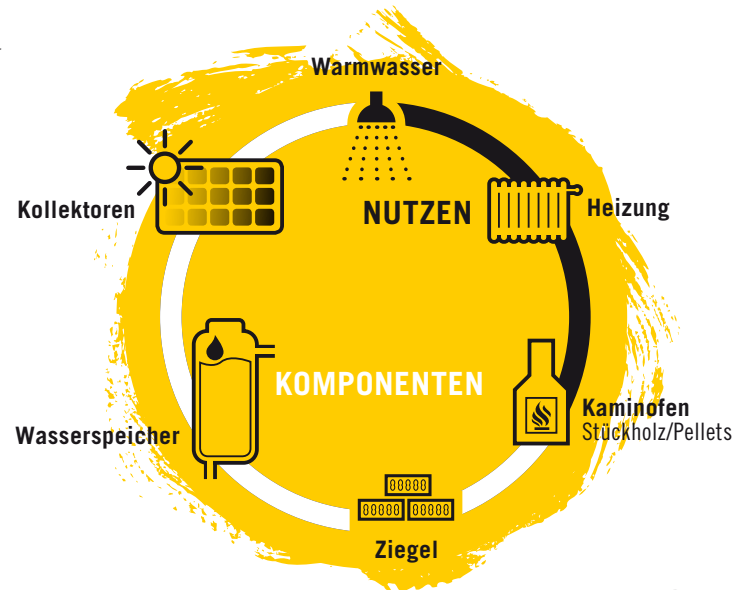 Warmwasser
Kollektoren
NUTZEN
Heizung
KOMPONENTEN
Wasserspeicher
Kaminofen
Stückholz/Pellets
Ziegel